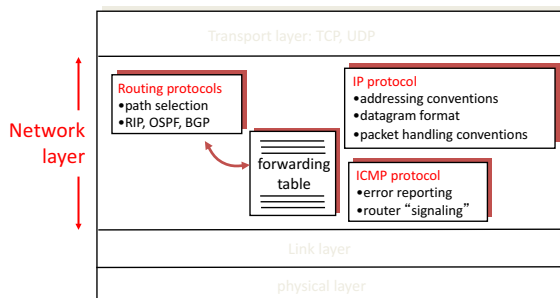 Transport layer: TCP, UDP
Routing protocols
•path selection
•RIP, OSPF, BGP
IP protocol
•addressing conventions
•datagram format
•packet handling conventions
Network
layer
forwarding
table
ICMP protocol
•error reporting
•router “signaling”
Link layer
physical layer